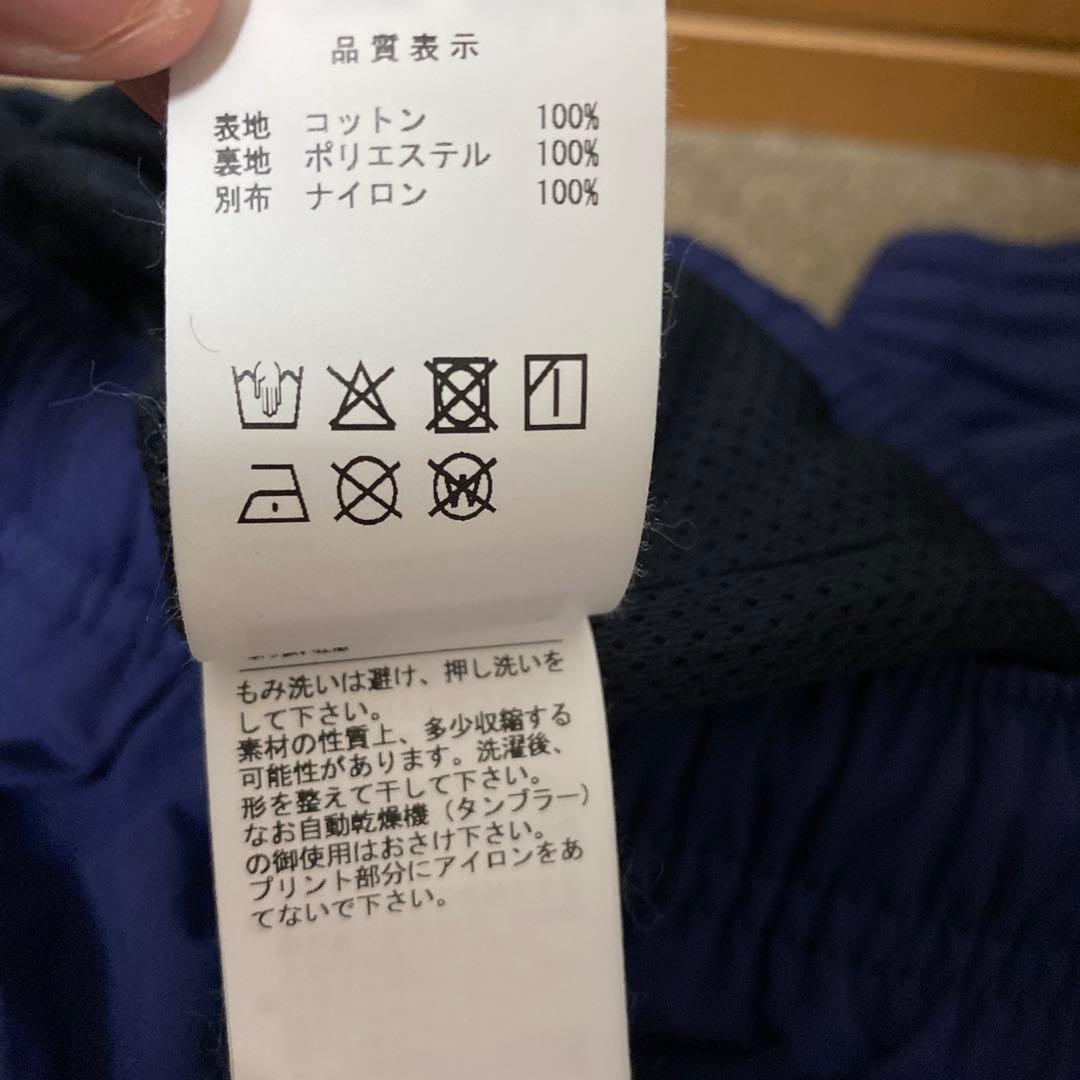 品質表示
表地 コットン 100%
裏地 ポリエステル 100%
別布 ナイロン 100%
もみ洗いは避け、押し洗いを
して下さい。
素材の性質上、多少収縮する
可能性があります。洗濯後、
形を整えて干して下さい。
なお自動乾燥機（タンブラー）
の御使用はおさけ下さい。
プリント部分にアイロンをあ
てないで下さい。